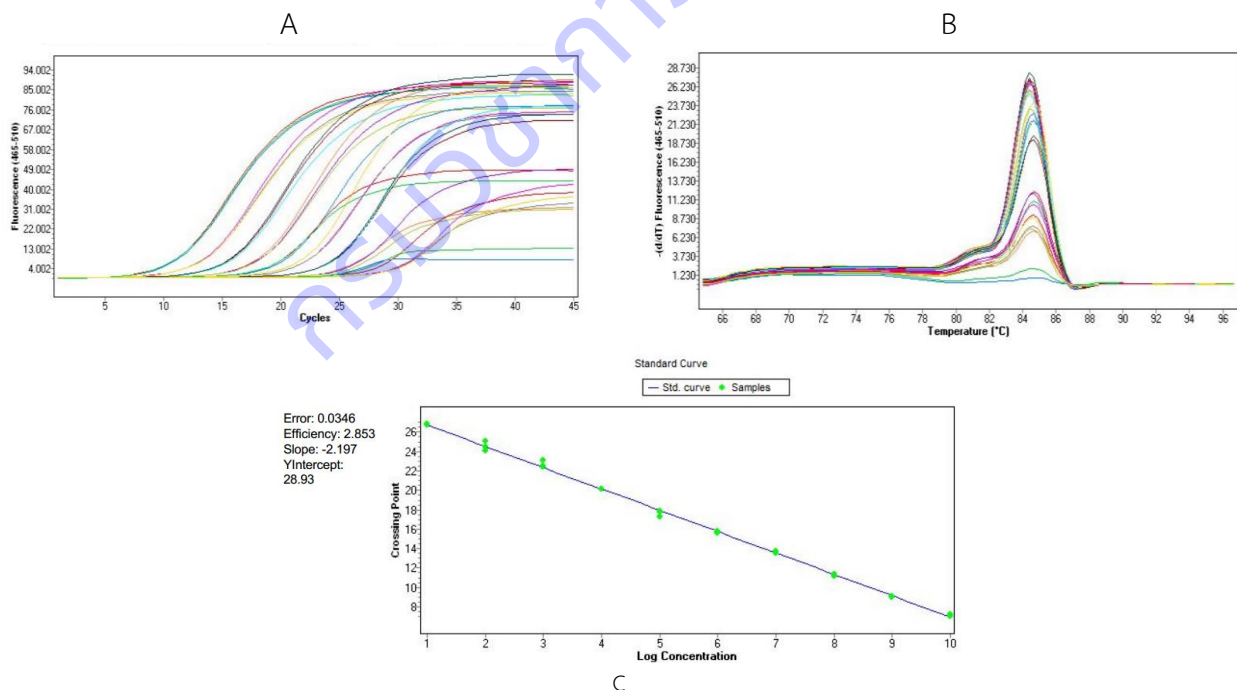 A
B
Fluorescence (465-510)
94.002
85.002
76.002
67.002
58.002
49.002
40.002
31.002
22.002
13.002
4.002
5 10 15 20 25 30 35 40 45
Cycles
-(d/dT) Fluorescence (465-510)
28.730
26.230
23.730
21.230
18.730
16.230
13.730
11.230
8.730
6.230
3.730
1.230
66 68 70 72 74 76 78 80 82 84 86 88 90 92 94 96
Temperature (°C)
Standard Curve
Std. curve Samples
Error: 0.0346
Efficiency: 2.853
Slope: -2.197
YIntercept:
28.93
Crossing Point
26
24
22
20
18
16
14
12
10
8
1 2 3 4 5 6 7 8 9 10
Log Concentration
C